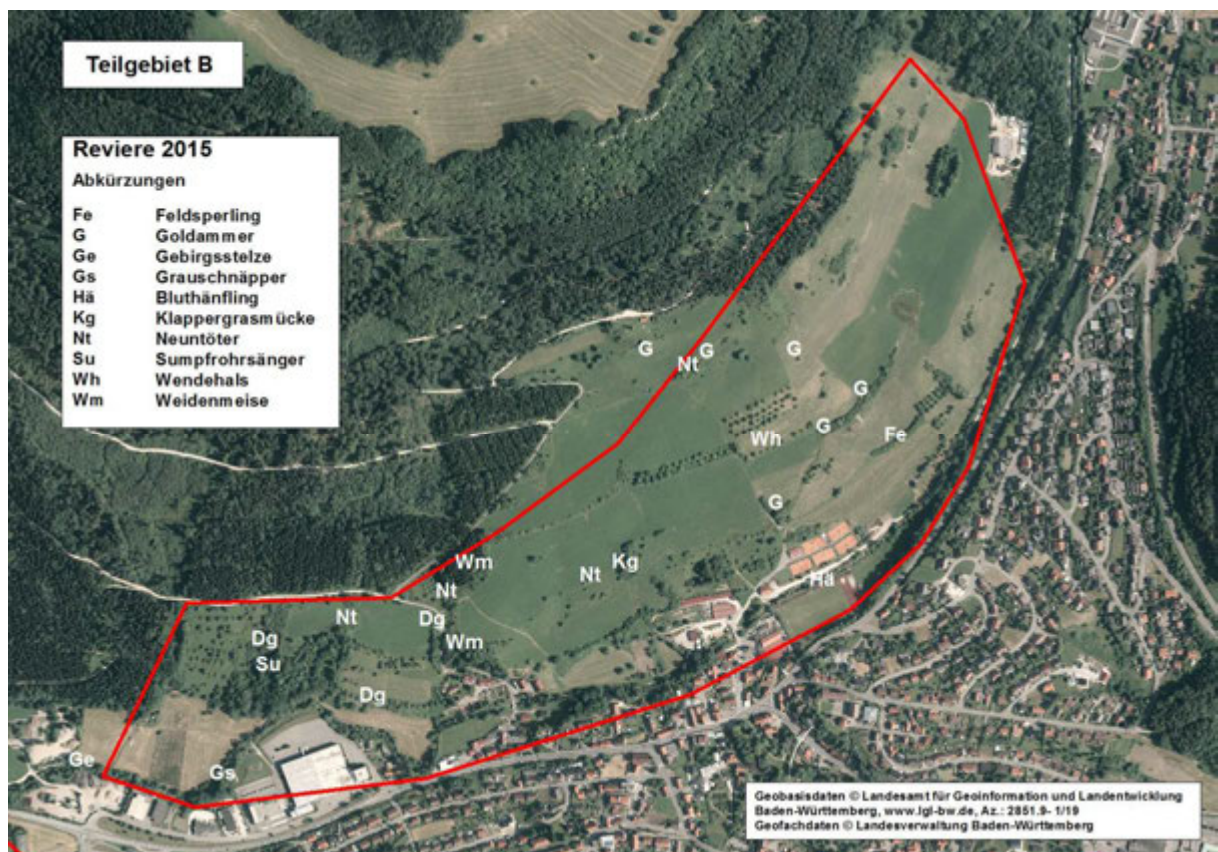 Teilgebiet B
Reviere 2015
Abkürzungen
Fe Feldsperling
G Goldammer
Ge Gebirgsstelze
Gs Grauschnäpper
Hä Bluthänfling
Kg Klappergrasmücke
Nt Neuntöter
Su Sumpfrohrsänger
Wh Wendehals
Wm Weidenmeise
G
G
G
Nt
G
G
Wh
Fe
G
Wm
Kg
Nt
Hä
Nt
Nt
Dg
Dg
Wm
Su
Dg
Ge
Gs
Geobasisdaten © Landesamt für Geoinformation und Landentwicklung
Baden-Württemberg, www.lgl-bw.de, Az.: 2851.9- 1/19
Geofachdaten © Landesverwaltung Baden-Württemberg